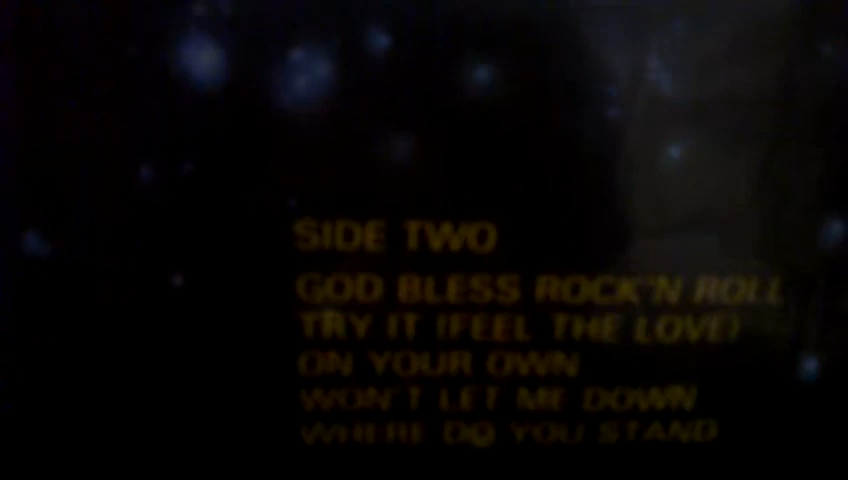 SIDE TWO
GOD BLESS ROCK'N ROLL
TRY IT (FEEL THE LOVE)
ON YOUR OWN
WON'T LET ME DOWN
WHERE DO YOU STAND